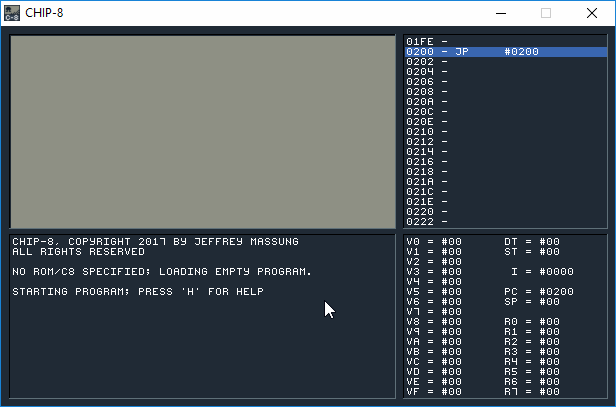 CHIP-8
01FE -
0200 - JP #0200
0202 -
0204 -
0206 -
0208 -
020A -
020C -
020E -
0210 -
0212 -
0214 -
0216 -
0218 -
021A -
021C -
021E -
0220 -
0222 -
CHIP-8, COPYRIGHT 2017 BY JEFFREY MASSUNG
ALL RIGHTS RESERVED
NO ROM/C8 SPECIFIED; LOADING EMPTY PROGRAM.
STARTING PROGRAM; PRESS 'H' FOR HELP
V0 = #00 DT = #00
V1 = #00 ST = #00
V2 = #00
V3 = #00 I = #0000
V4 = #00
V5 = #00 PC = #0200
V6 = #00 SP = #00
V7 = #00
V8 = #00 R0 = #00
V9 = #00 R1 = #00
VA = #00 R2 = #00
VB = #00 R3 = #00
VC = #00 R4 = #00
VD = #00 R5 = #00
VE = #00 R6 = #00
VF = #00 R7 = #00